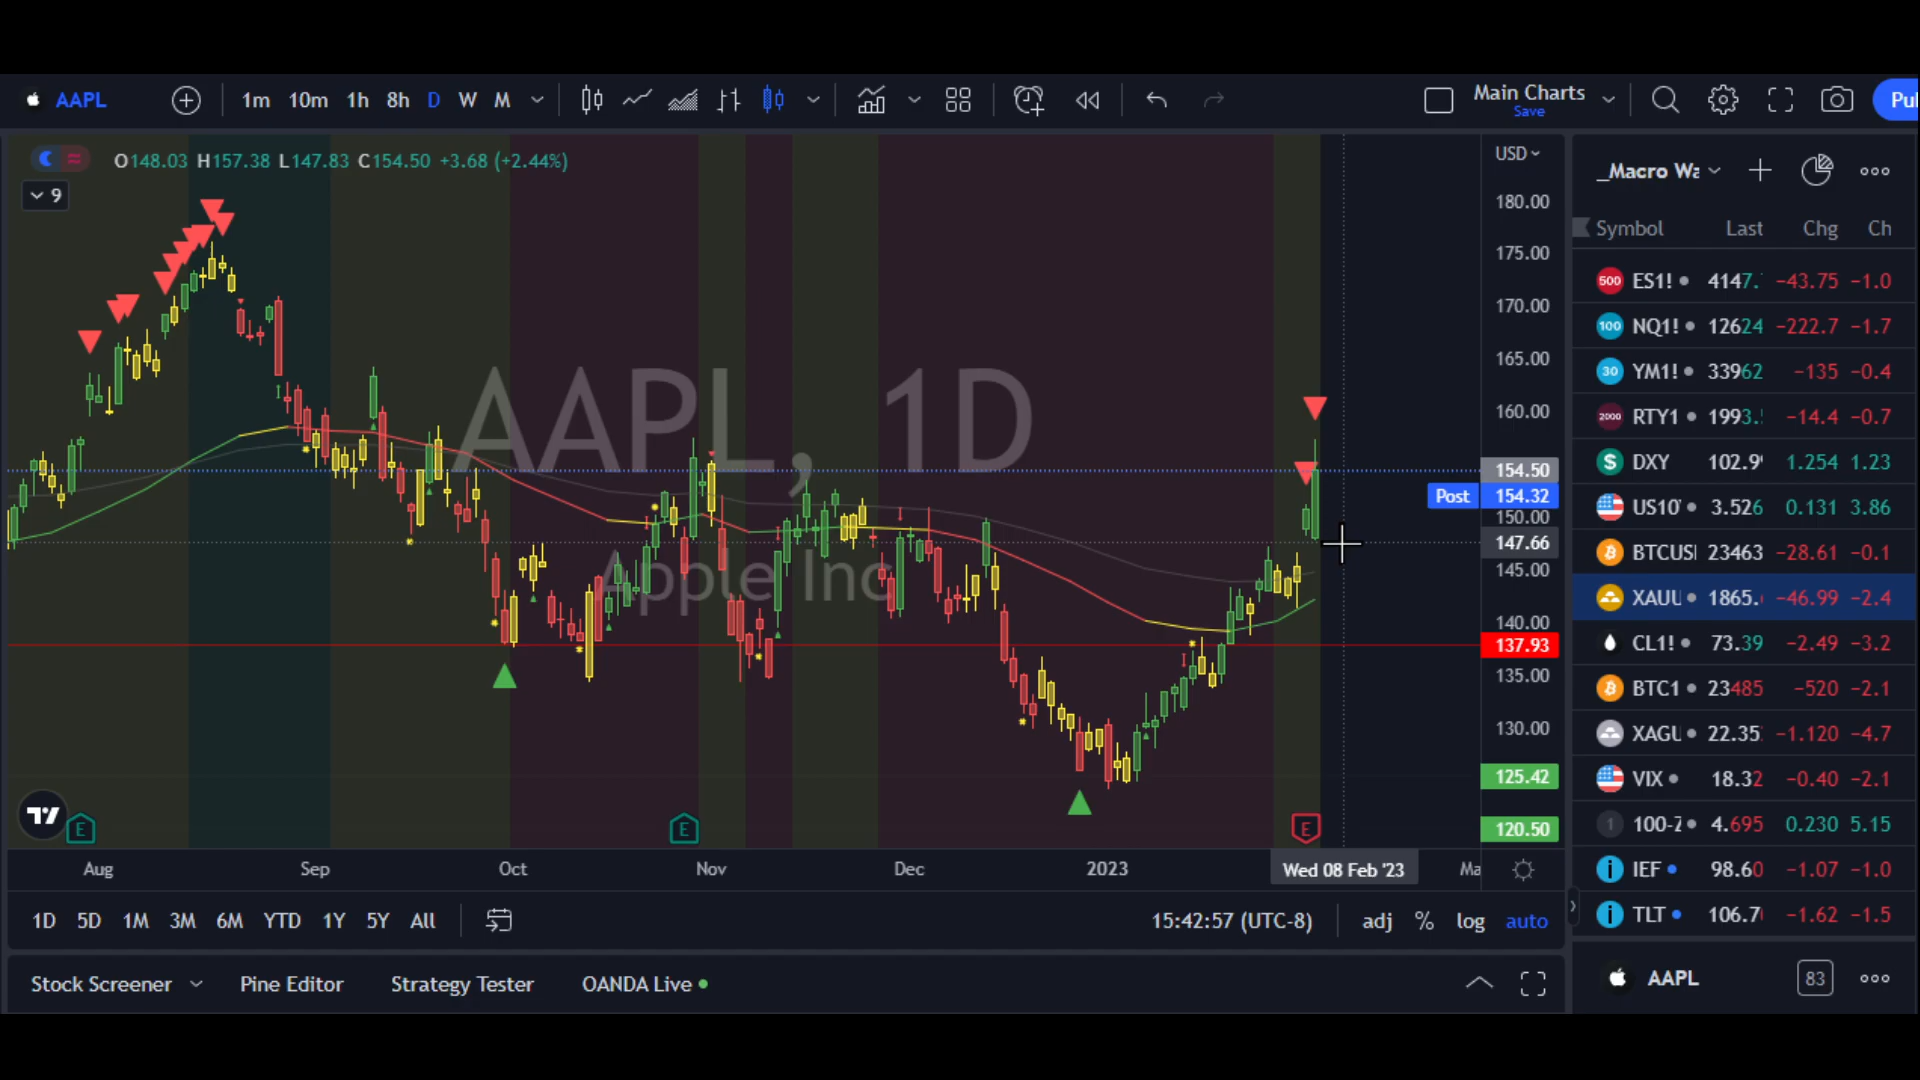 AAPL 1m 10m 1h 8h D W M Main Charts Save Pul
O148.03 H157.38 L147.83 C154.50 +3.68 (+2.44%)
9
AAPL, 1D
Apple Inc
USD
180.00
175.00
170.00
165.00
160.00
154.50
Post 154.32
150.00
147.66
145.00
140.00
137.93
135.00
130.00
125.42
120.50
E E E
Aug Sep Oct Nov Dec 2023 Wed 08 Feb '23 Ma
1D 5D 1M 3M 6M YTD 1Y 5Y All 15:42:57 (UTC-8) adj % log auto
Stock Screener Pine Editor Strategy Tester OANDA Live
_Macro Wa
Symbol Last Chg Ch
500 ES1! 4147. −43.75 −1.0
100 NQ1! 12624 −222.7 −1.7
30 YM1! 33962 −135 −0.4
2000 RTY1 1993. −14.4 −0.7
$ DXY 102.9 1.254 1.23
US10 3.526 0.131 3.86
BTCUSI 23463 −28.61 −0.1
XAUU 1865. −46.99 −2.4
CL1! 73.39 −2.49 −3.2
BTC1 23485 −520 −2.1
XAGU 22.35 −1.120 −4.7
VIX 18.32 −0.40 −2.1
1 100-Z 4.695 0.230 5.15
i IEF 98.60 −1.07 −1.0
i TLT 106.7 −1.62 −1.5
AAPL 83